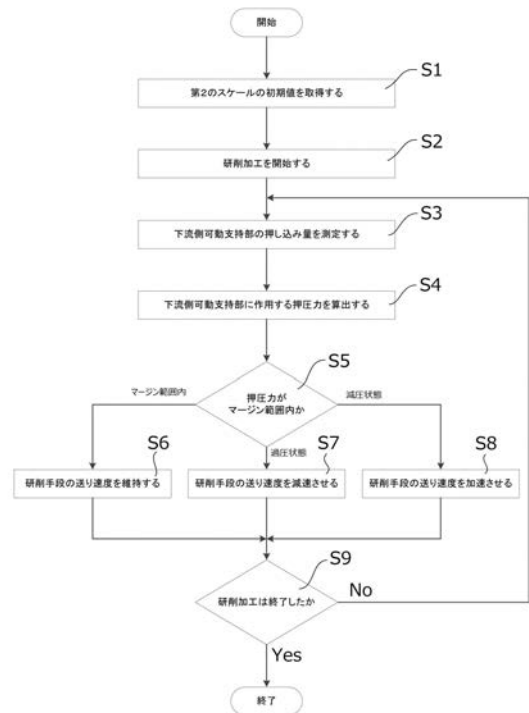 開始
S1
第2のスケールの初期値を取得する
S2
研削加工を開始する
S3
下流側可動支持部の押し込み量を測定する
S4
下流側可動支持部に作用する押圧力を算出する
S5
押圧力が
マージン範囲内か
マージン範囲内
減圧状態
過圧状態
S6
研削手段の送り速度を維持する
S7
研削手段の送り速度を減速させる
S8
研削手段の送り速度を加速させる
S9
研削加工は終了したか
No
Yes
終了